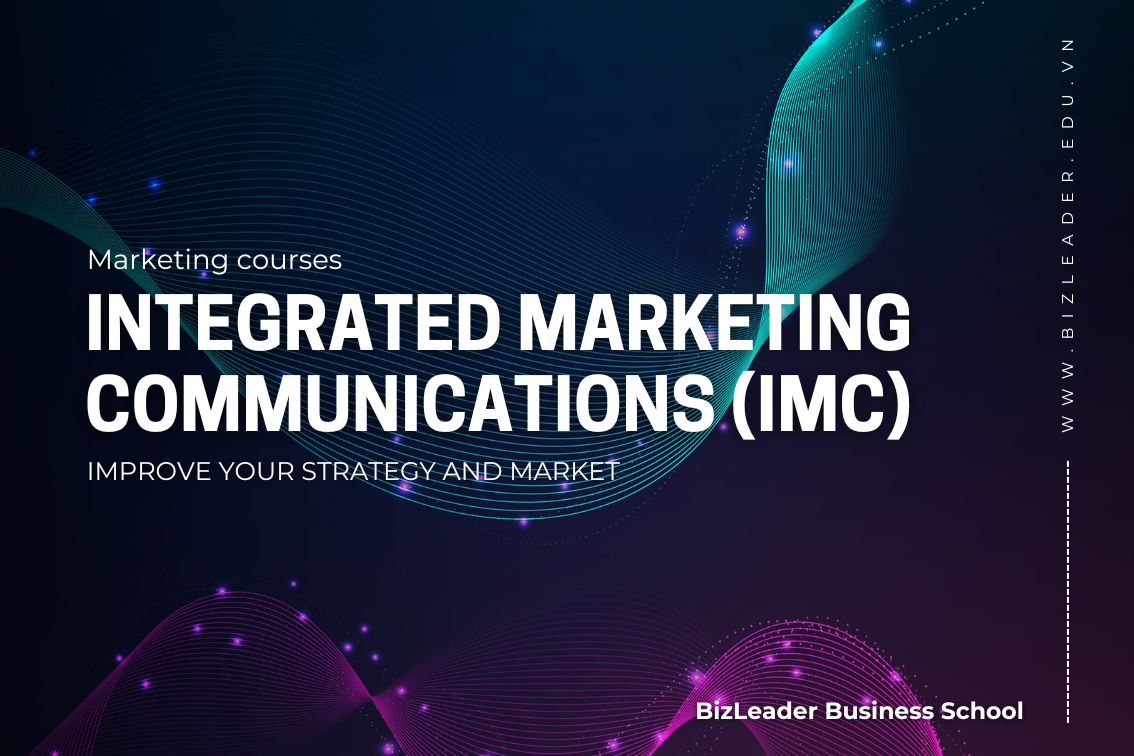 Marketing courses
INTEGRATED MARKETING
COMMUNICATIONS (IMC)
IMPROVE YOUR STRATEGY AND MARKET
BizLeader Business School
WWW.BIZLEADER.EDU.VN